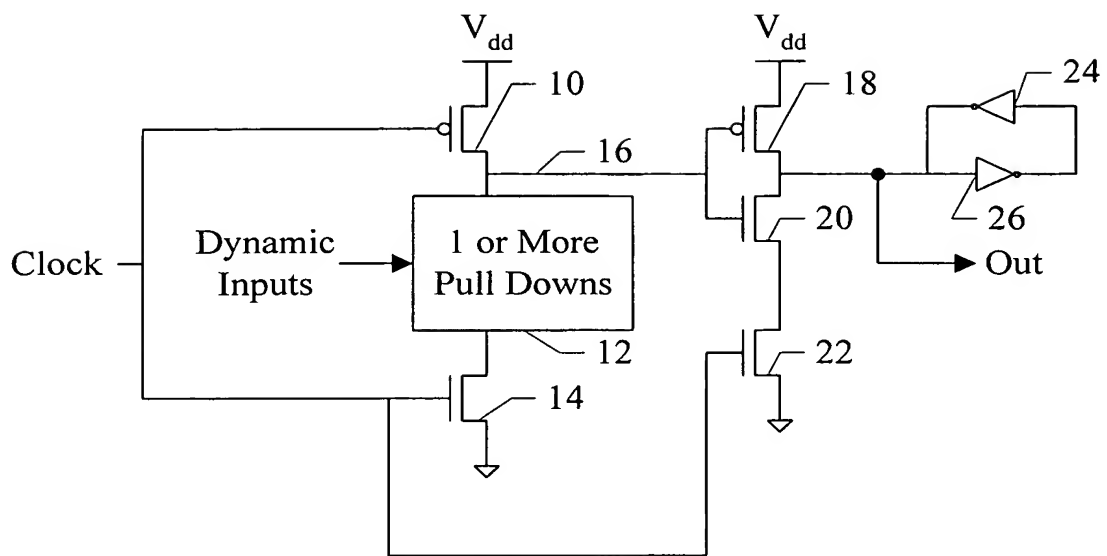 V_dd
V_dd
10
18
24
16
26
20
Clock
Dynamic
Inputs
1 or More
Pull Downs
Out
12
22
14